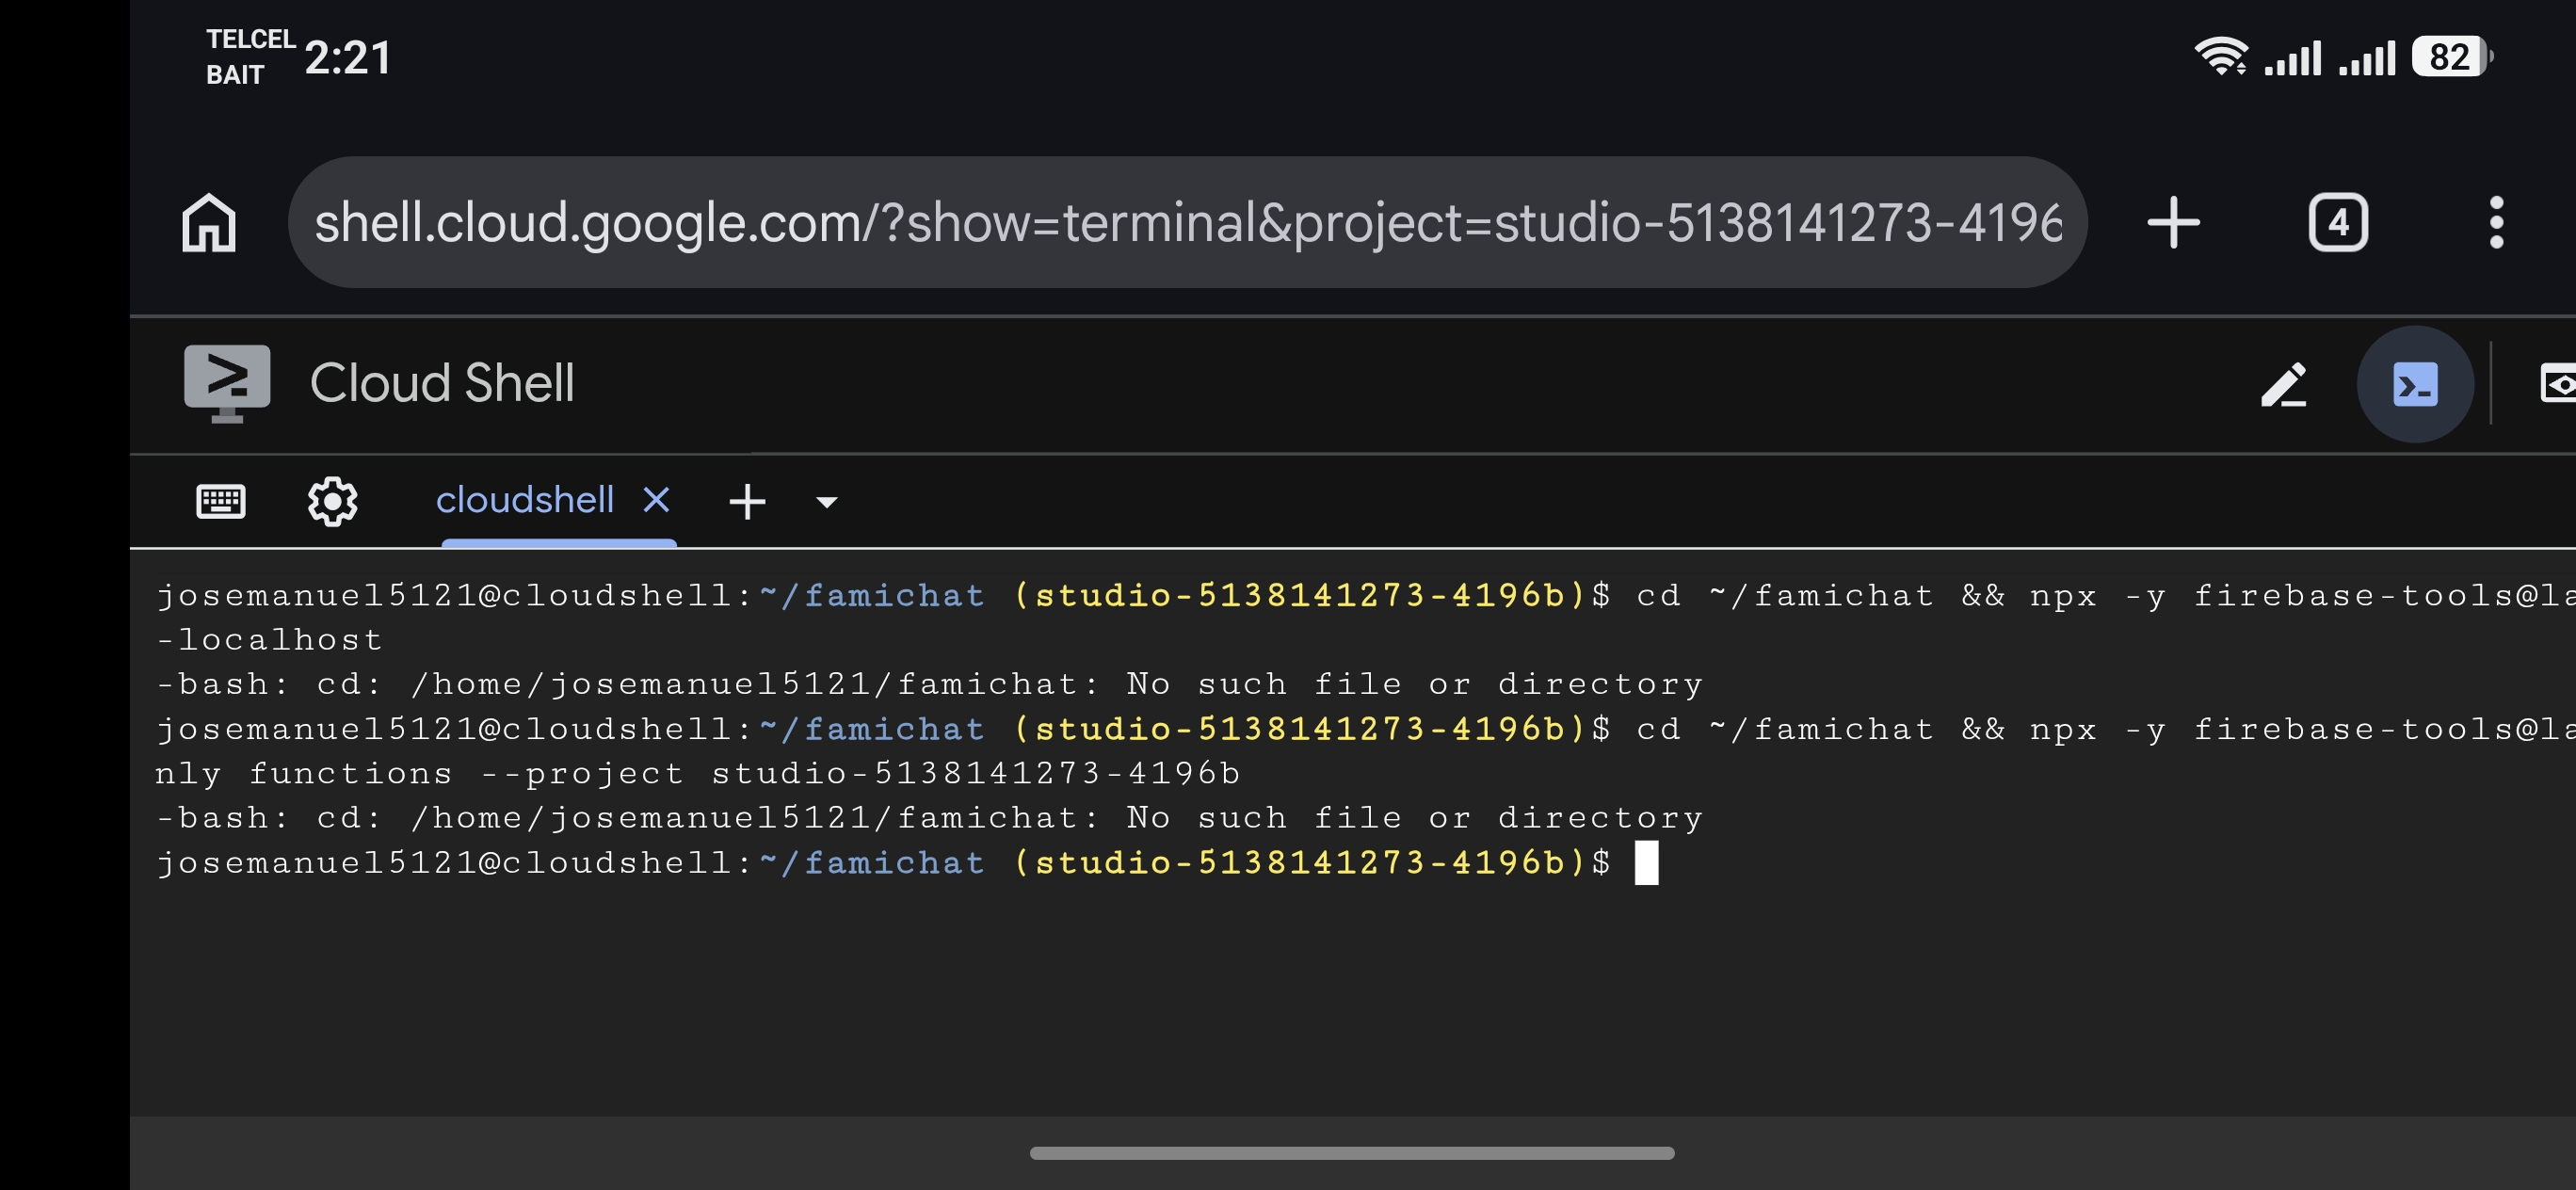 TELCEL
BAIT
2:21
82
shell.cloud.google.com/?show=terminal&project=studio-5138141273-4196
4
Cloud Shell
cloudshell
josemanuel5121@cloudshell:~/famichat (studio-5138141273-4196b)$ cd ~/famichat && npx -y firebase-tools@la
-localhost
-bash: cd: /home/josemanuel5121/famichat: No such file or directory
josemanuel5121@cloudshell:~/famichat (studio-5138141273-4196b)$ cd ~/famichat && npx -y firebase-tools@la
nly functions --project studio-5138141273-4196b
-bash: cd: /home/josemanuel5121/famichat: No such file or directory
josemanuel5121@cloudshell:~/famichat (studio-5138141273-4196b)$